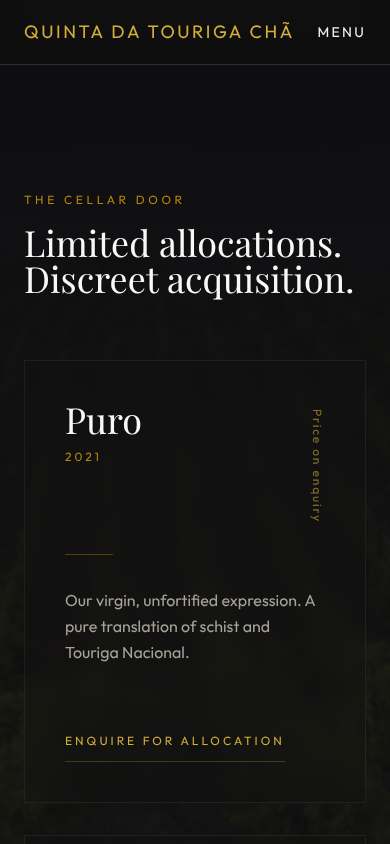 QUINTA DA TOURIGA CHÃ
MENU
THE CELLAR DOOR
Limited allocations.
Discreet acquisition.
Puro
2021
Price on enquiry
Our virgin, unfortified expression. A
pure translation of schist and
Touriga Nacional.
ENQUIRE FOR ALLOCATION